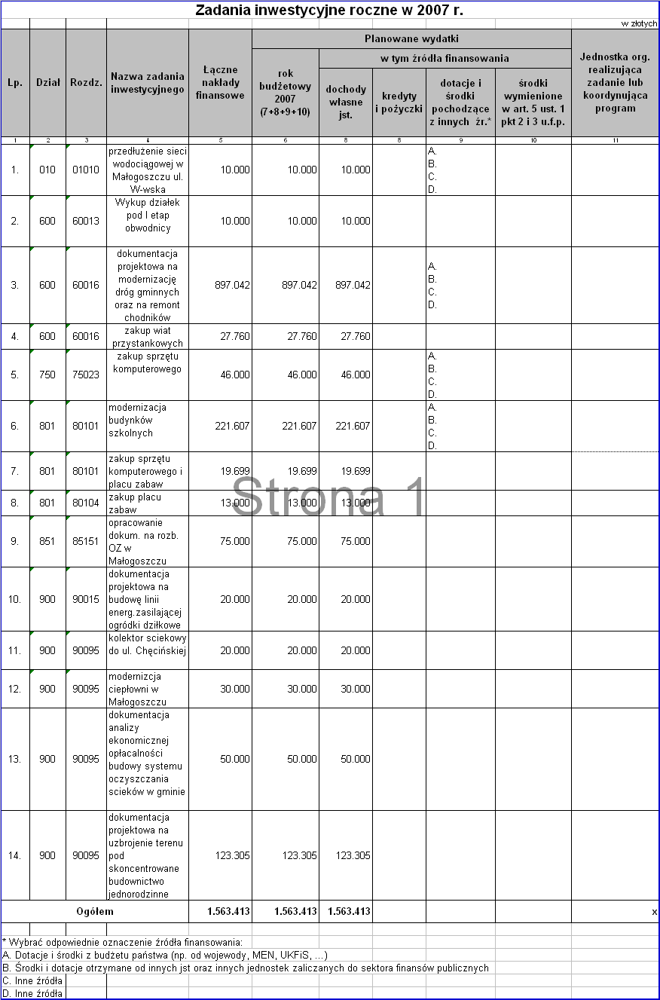 Zadania inwestycyjne roczne w 2007 r.
w złotych
Lp.
Dział
Rozdz.
Nazwa zadania
inwestycyjnego
Łączne
nakłady
finansowe
Planowane wydatki
rok
budżetowy
2007
(7+8+9+10)
w tym źródła finansowania
dochody
własne
jst.
kredyty
i pożyczki
dotacje i
środki
pochodzące
z innych źr.*
środki
wymienione
w art. 5 ust. 1
pkt 2 i 3 u.f.p.
Jednostka org.
realizująca
zadanie lub
koordynująca
program
1 2 3 4 5 6 8 8 9 10 11
1. 010 01010
przedłużenie sieci
wodociągowej w
Małogoszczu ul.
W-wska
10.000 10.000 10.000
A.
B.
C.
D.
2. 600 60013
Wykup działek
pod I etap
obwodnicy
10.000 10.000 10.000
3. 600 60016
dokumentacja
projektowa na
modernizację
dróg gminnych
oraz na remont
chodników
897.042 897.042 897.042
A.
B.
C.
D.
4. 600 60016
zakup wiat
przystankowych
27.760 27.760 27.760
5. 750 75023
zakup sprzętu
komputerowego
46.000 46.000 46.000
A.
B.
C.
D.
6. 801 80101
modernizacja
budynków
szkolnych
221.607 221.607 221.607
A.
B.
C.
D.
7. 801 80101
zakup sprzętu
komputerowego i
placu zabaw
19.699 19.699 19.699
Strona 1
8. 801 80104
zakup placu
zabaw
13.000 13.000 13.000
9. 851 85151
opracowanie
dokum. na rozb.
OZ w
Małogoszczu
75.000 75.000 75.000
10. 900 90015
dokumentacja
projektowa na
budowę linii
energ.zasilającej
ogródki dziłkowe
20.000 20.000 20.000
11. 900 90095
kolektor sciekowy
do ul. Chęcińskiej
20.000 20.000 20.000
12. 900 90095
modernizcja
ciepłowni w
Małogoszczu
30.000 30.000 30.000
13. 900 90095
dokumentacja
analizy
ekonomicznej
opłacalności
budowy systemu
oczyszczania
scieków w gminie
50.000 50.000 50.000
14. 900 90095
dokumentacja
projektowa na
uzbrojenie terenu
pod
skoncentrowane
budownictwo
jednorodzinne
123.305 123.305 123.305
Ogółem 1.563.413 1.563.413 1.563.413 x
* Wybrać odpowiednie oznaczenie źródła finansowania:
A. Dotacje i środki z budżetu państwa (np. od wojewody, MEN, UKFiS, ...)
B. Środki i dotacje otrzymane od innych jst oraz innych jednostek zaliczanych do sektora finansów publicznych
C. Inne źródła
D. Inne źródła